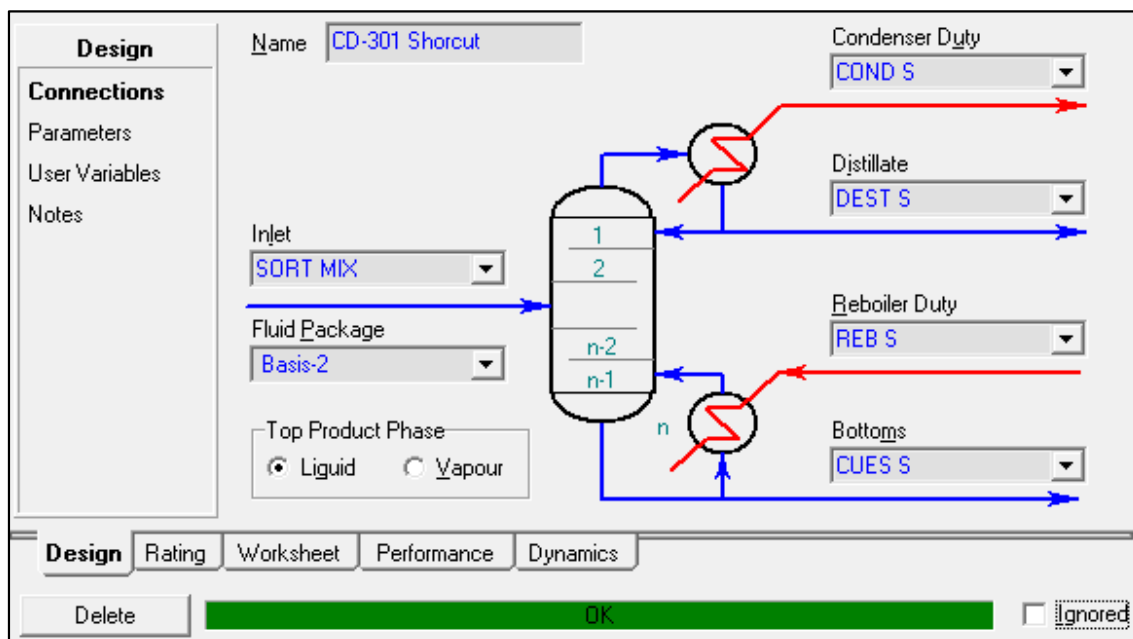 Design
Connections
Parameters
User Variables
Notes
Name CD-301 Shorcut
Inlet
SORT MIX
Fluid Package
Basis-2
Top Product Phase
Liquid Vapour
1
2
n-2
n-1
n
Condenser Duty
COND S
Distillate
DEST S
Reboiler Duty
REB S
Bottoms
CUES S
Design Rating Worksheet Performance Dynamics
Delete OK Ignored